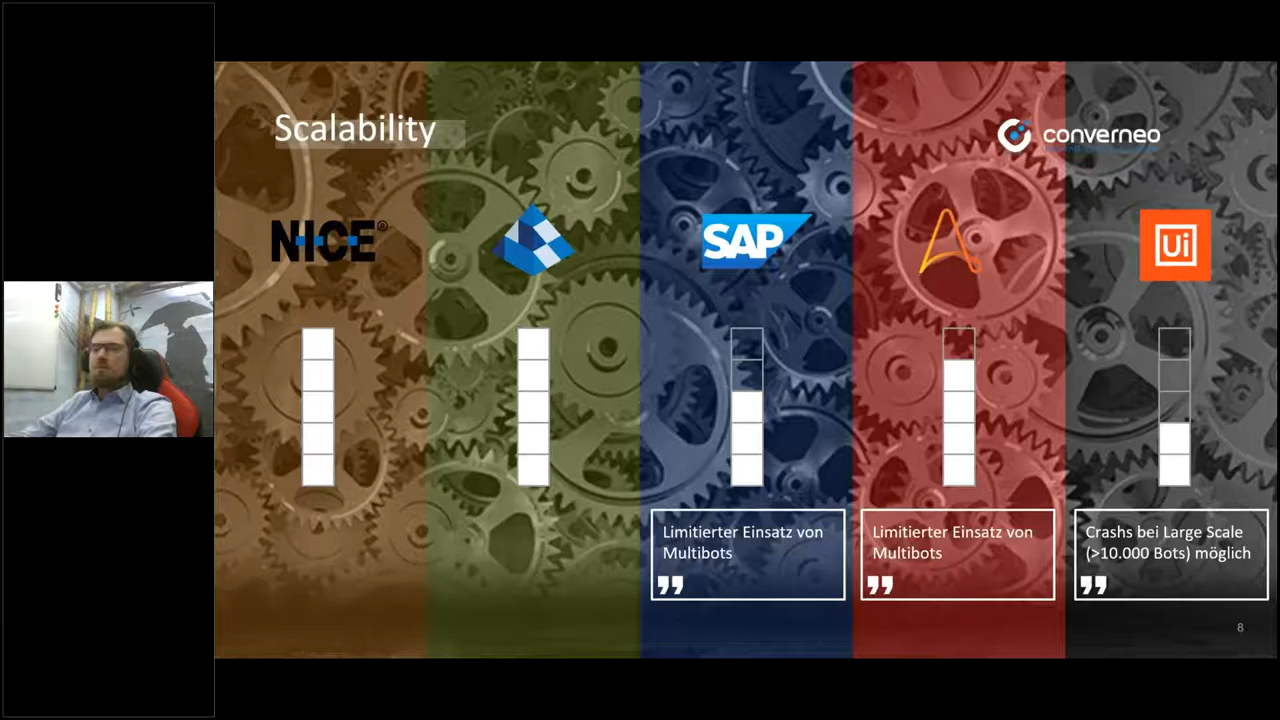 Scalability
converneo
NICE®
SAP
Ui
Limitierter Einsatz von
Multibots
Limitierter Einsatz von
Multibots
Crashs bei Large Scale
(>10.000 Bots) möglich
8